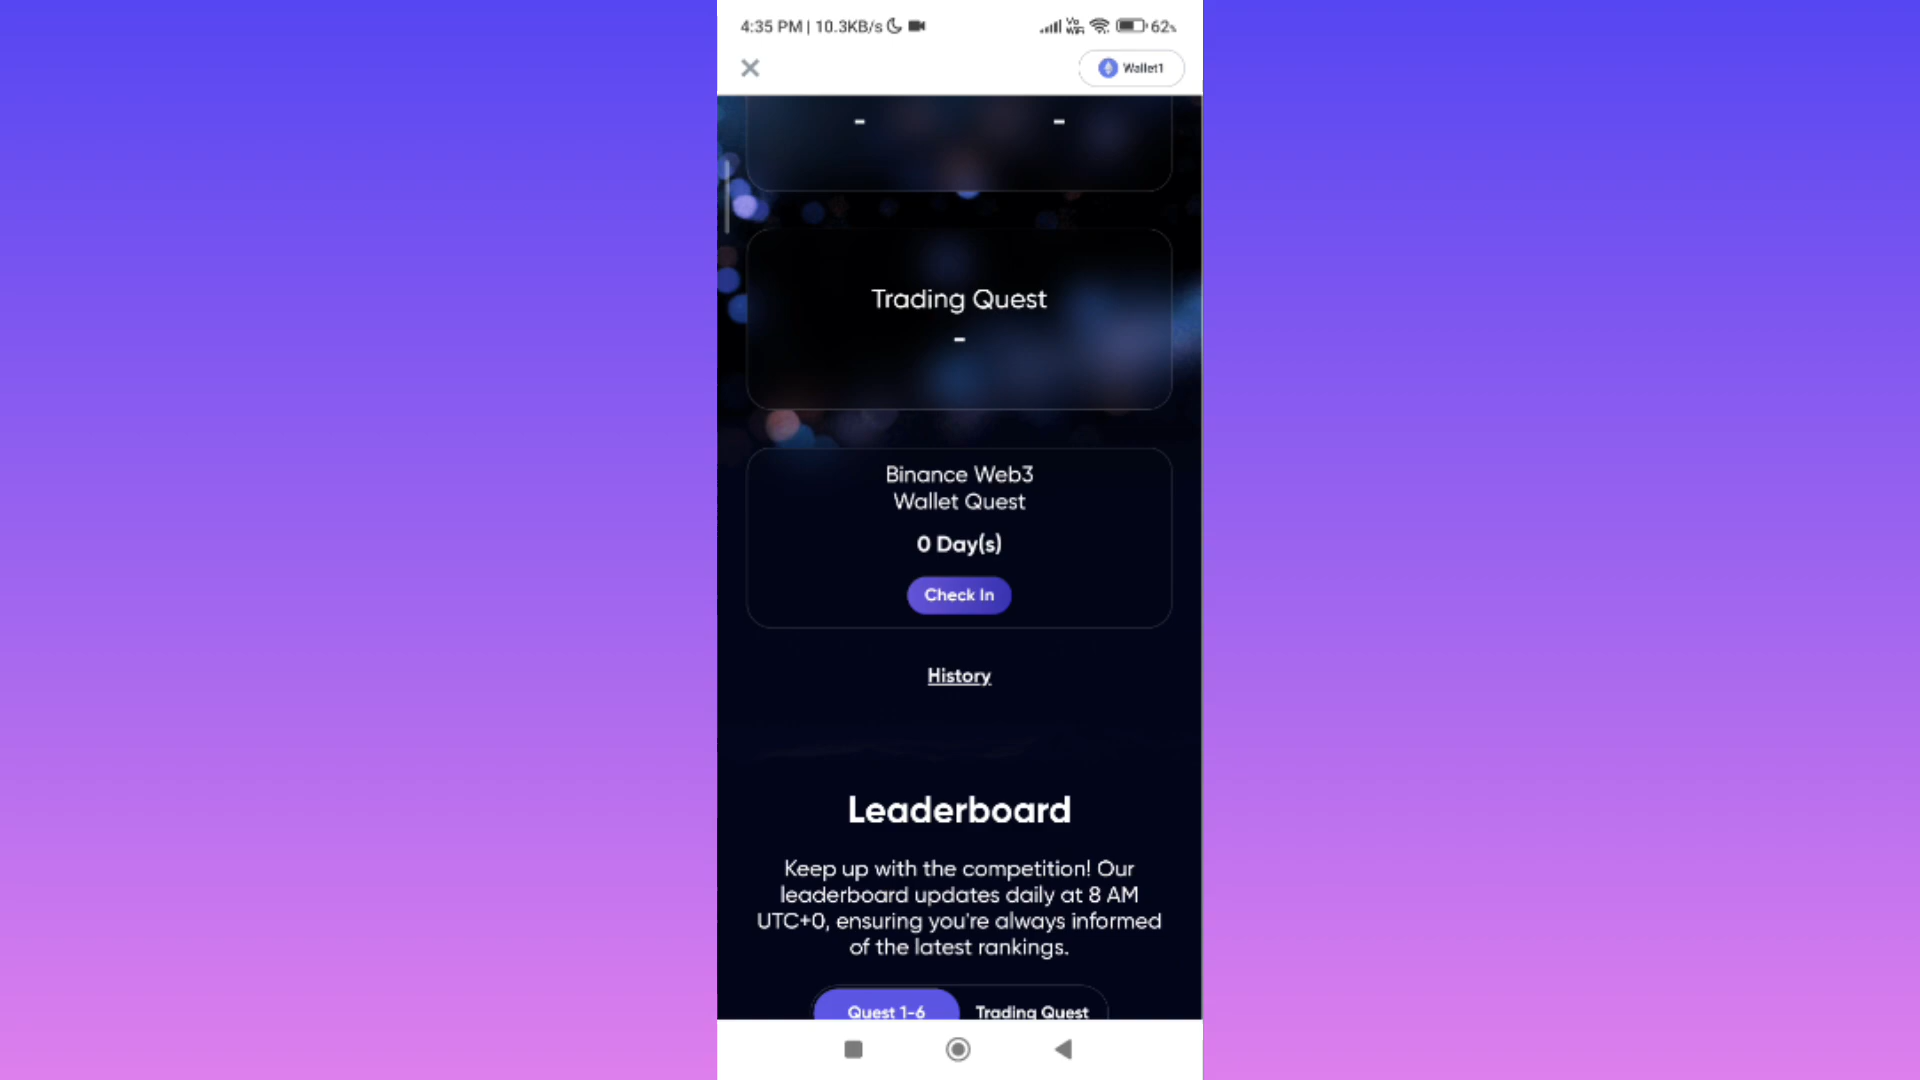 4:35 PM | 10.3KB/s
Vo
WiFi
62%
Wallet1
- -
Trading Quest
-
Binance Web3
Wallet Quest
0 Day(s)
Check In
History
Leaderboard
Keep up with the competition! Our
leaderboard updates daily at 8 AM
UTC+0, ensuring you're always informed
of the latest rankings.
Quest 1-6 Trading Quest